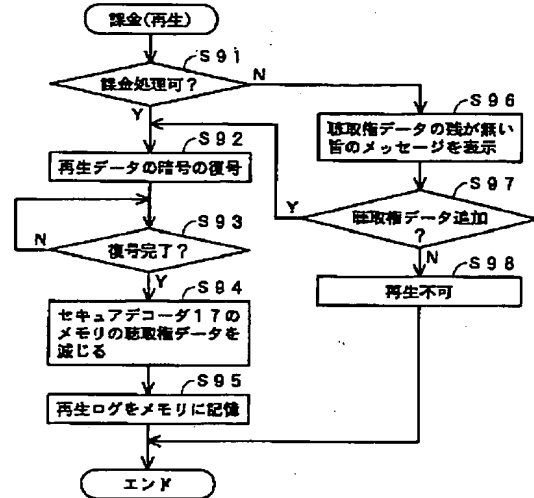 課金(再生)
S91
課金処理可?
N
Y
S92
再生データの暗号の復号
S93
復号完了?
N
Y
S94
セキュアデコーダ17の
メモリの聴取権データを
減じる
S95
再生ログをメモリに記憶
エンド
S96
聴取権データの残が無い
旨のメッセージを表示
S97
聴取権データ追加
?
Y
N
S98
再生不可